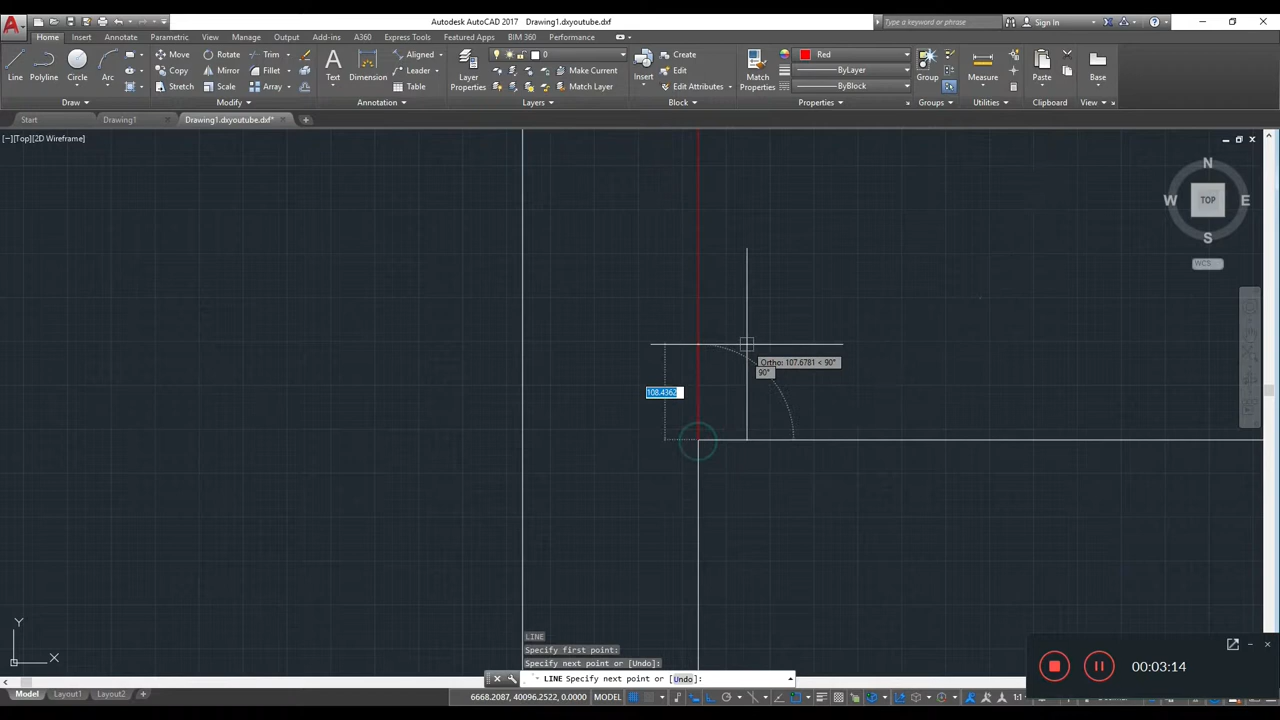 Autodesk AutoCAD 2017 Drawing1.dxyoutube.dxf
Type a keyword or phrase
Sign In
Home Insert Annotate Parametric View Manage Output Add-ins A360 Express Tools Featured Apps BIM 360 Performance
Line Polyline Circle Arc
Move Rotate Trim
Copy Mirror Fillet
Stretch Scale Array
Text Dimension
Aligned
Leader
Table
Layer Properties
0
Make Current
Match Layer
Insert
Create
Edit
Edit Attributes
Match Properties
Red
ByLayer
ByBlock
Group Measure Paste Base
Draw Modify Annotation Layers Block Properties Groups Utilities Clipboard View
Start Drawing1 Drawing1.dxyoutube.dxf*
[−][Top][2D Wireframe]
N
W TOP E
S
WCS
Ortho: 107.6781 < 90°
90°
108.4362
Y
X
LINE
Specify first point:
Specify next point or [Undo]:
LINE Specify next point or [Undo]:
00:03:14
Model Layout1 Layout2
6668.2087, 40096.2522, 0.0000 MODEL